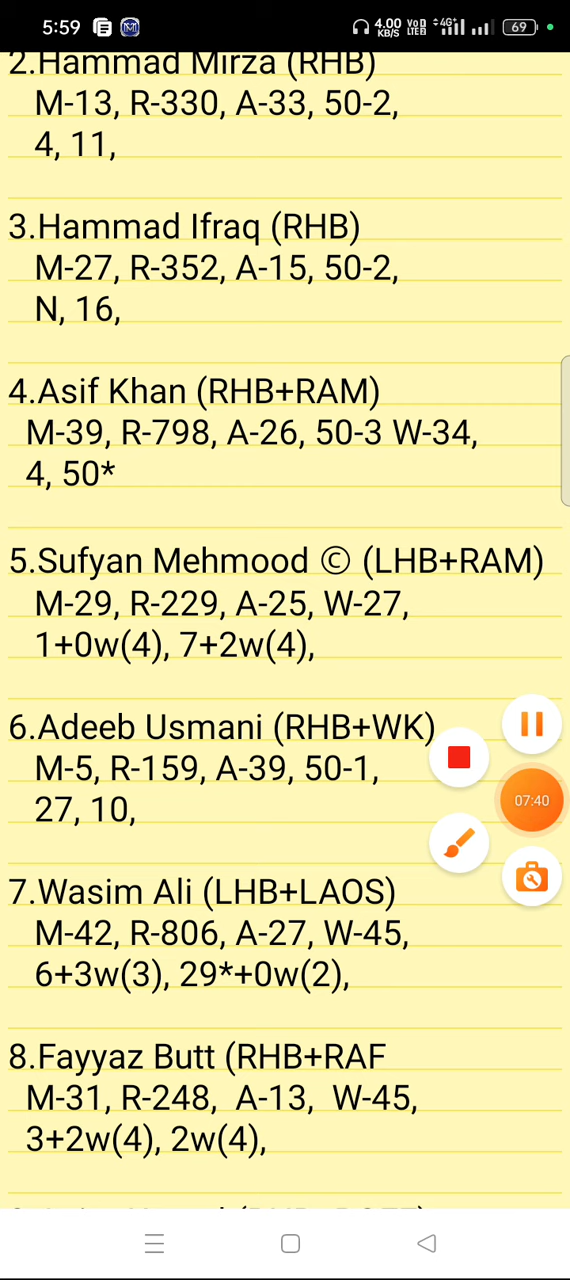 5:59 4.00 KB/S VoD LTE2 4G+ 69
2.Hammad Mirza (RHB)
M-13, R-330, A-33, 50-2,
4, 11,
3.Hammad Ifraq (RHB)
M-27, R-352, A-15, 50-2,
N, 16,
4.Asif Khan (RHB+RAM)
M-39, R-798, A-26, 50-3 W-34,
4, 50*
5.Sufyan Mehmood © (LHB+RAM)
M-29, R-229, A-25, W-27,
1+0w(4), 7+2w(4),
6.Adeeb Usmani (RHB+WK)
M-5, R-159, A-39, 50-1,
27, 10,
07:40
7.Wasim Ali (LHB+LAOS)
M-42, R-806, A-27, W-45,
6+3w(3), 29*+0w(2),
8.Fayyaz Butt (RHB+RAF
M-31, R-248, A-13, W-45,
3+2w(4), 2w(4),